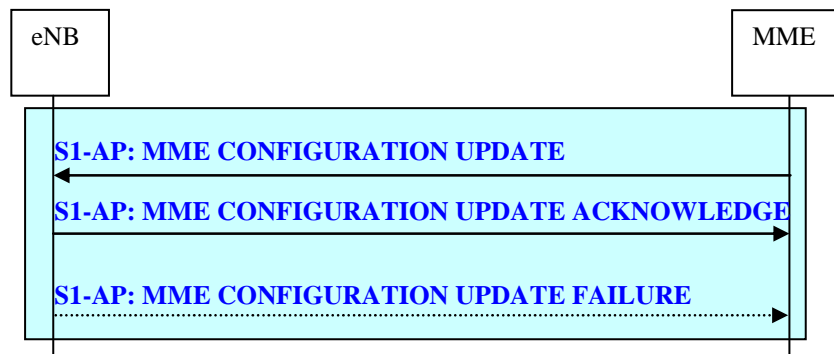 eNB
MME
S1-AP: MME CONFIGURATION UPDATE
S1-AP: MME CONFIGURATION UPDATE ACKNOWLEDGE
S1-AP: MME CONFIGURATION UPDATE FAILURE